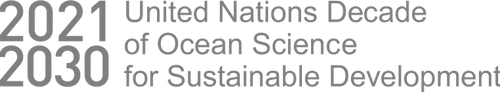 2021
2030
United Nations Decade
of Ocean Science
for Sustainable Development